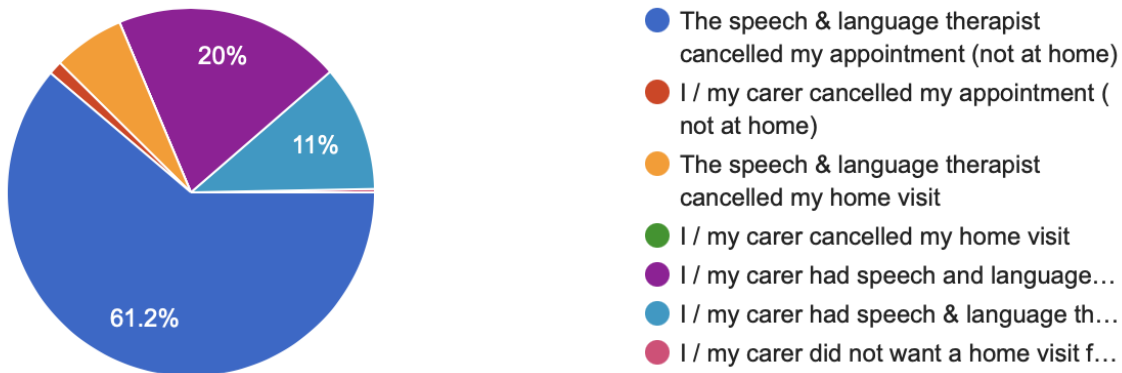 20%
11%
61.2%
The speech & language therapist
cancelled my appointment (not at home)
I / my carer cancelled my appointment (
not at home)
The speech & language therapist
cancelled my home visit
I / my carer cancelled my home visit
I / my carer had speech and language…
I / my carer had speech & language th…
I / my carer did not want a home visit f…